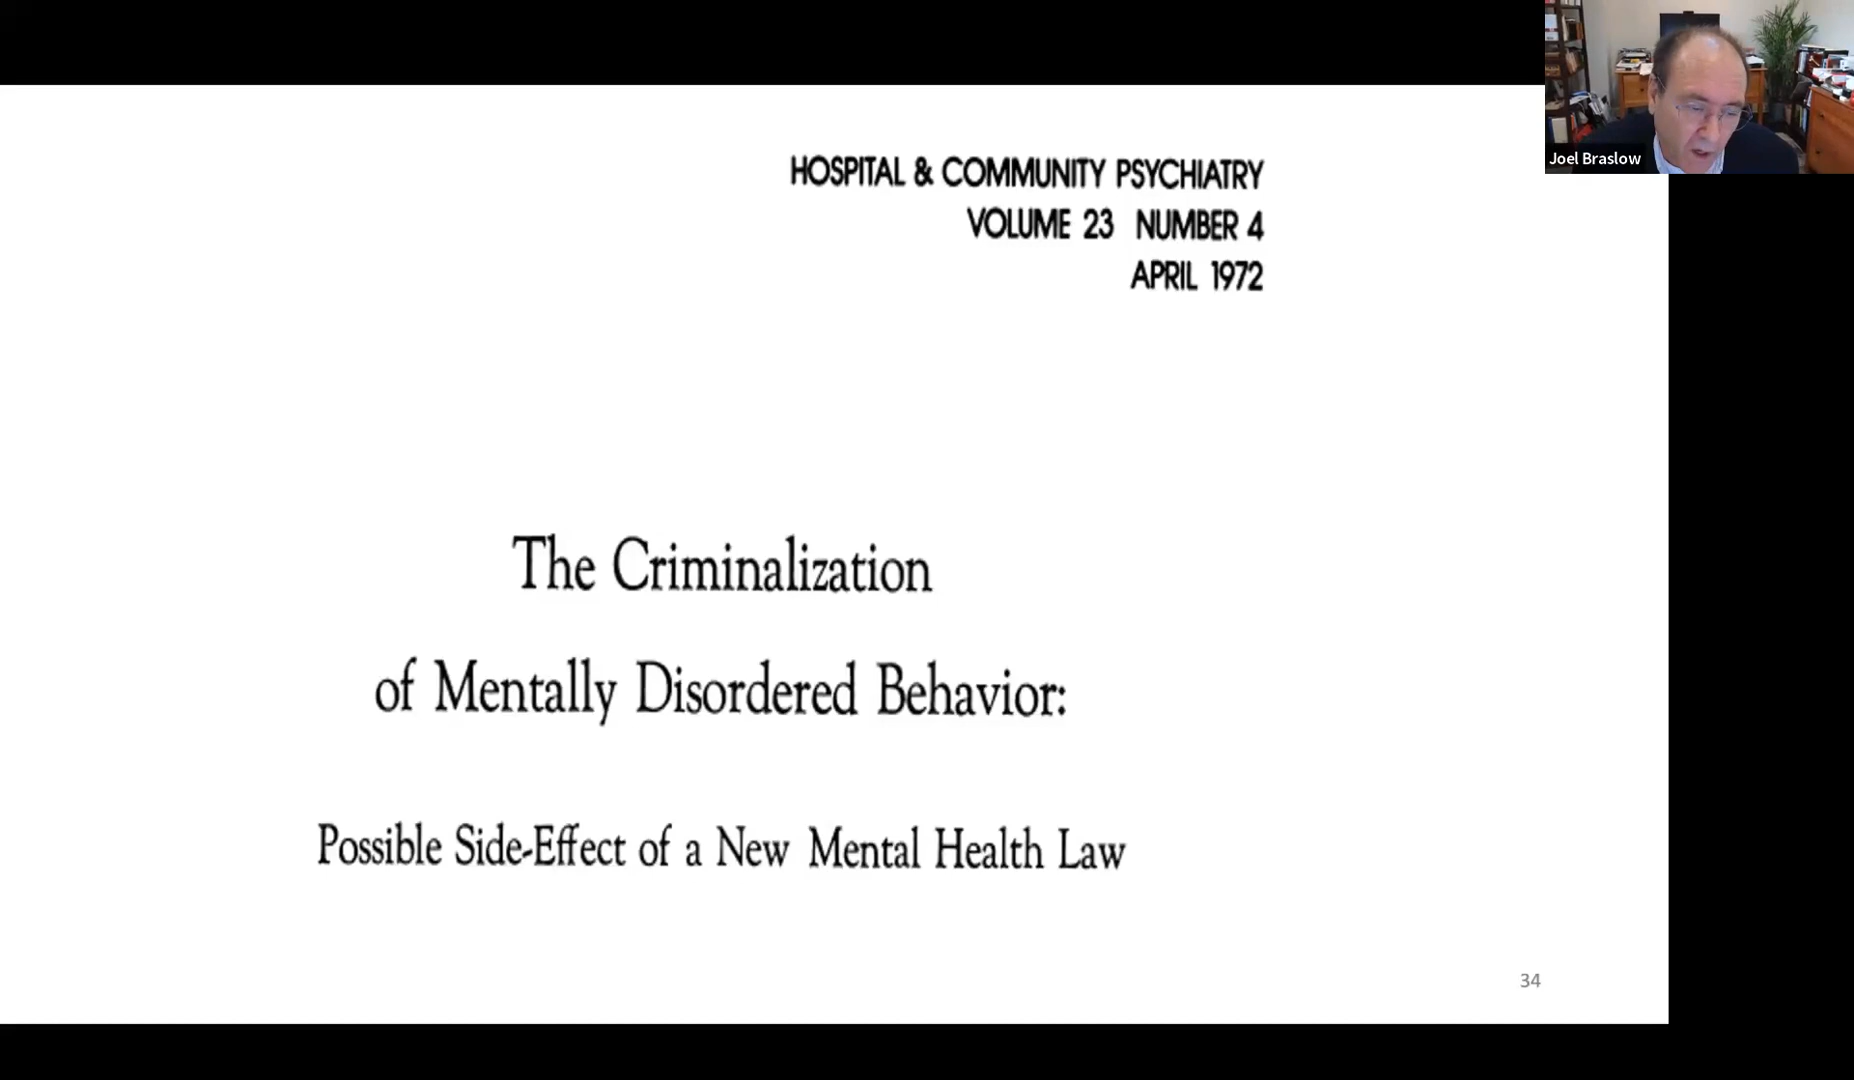 HOSPITAL & COMMUNITY PSYCHIATRY
VOLUME 23 NUMBER 4
APRIL 1972
Joel Braslow
The Criminalization
of Mentally Disordered Behavior:
Possible Side-Effect of a New Mental Health Law
34